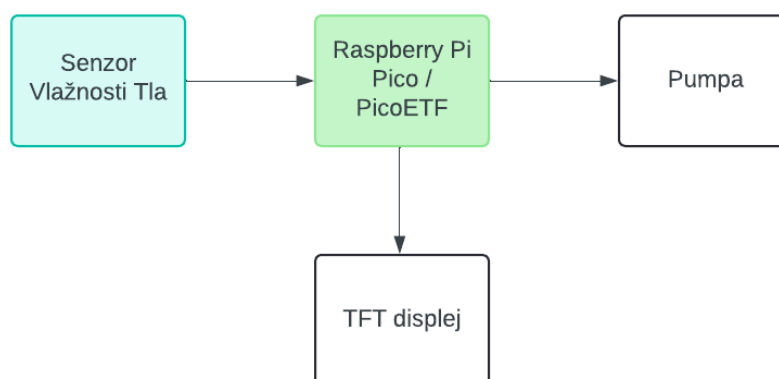 Senzor
Vlažnosti Tla
Raspberry Pi
Pico /
PicoETF
Pumpa
TFT displej